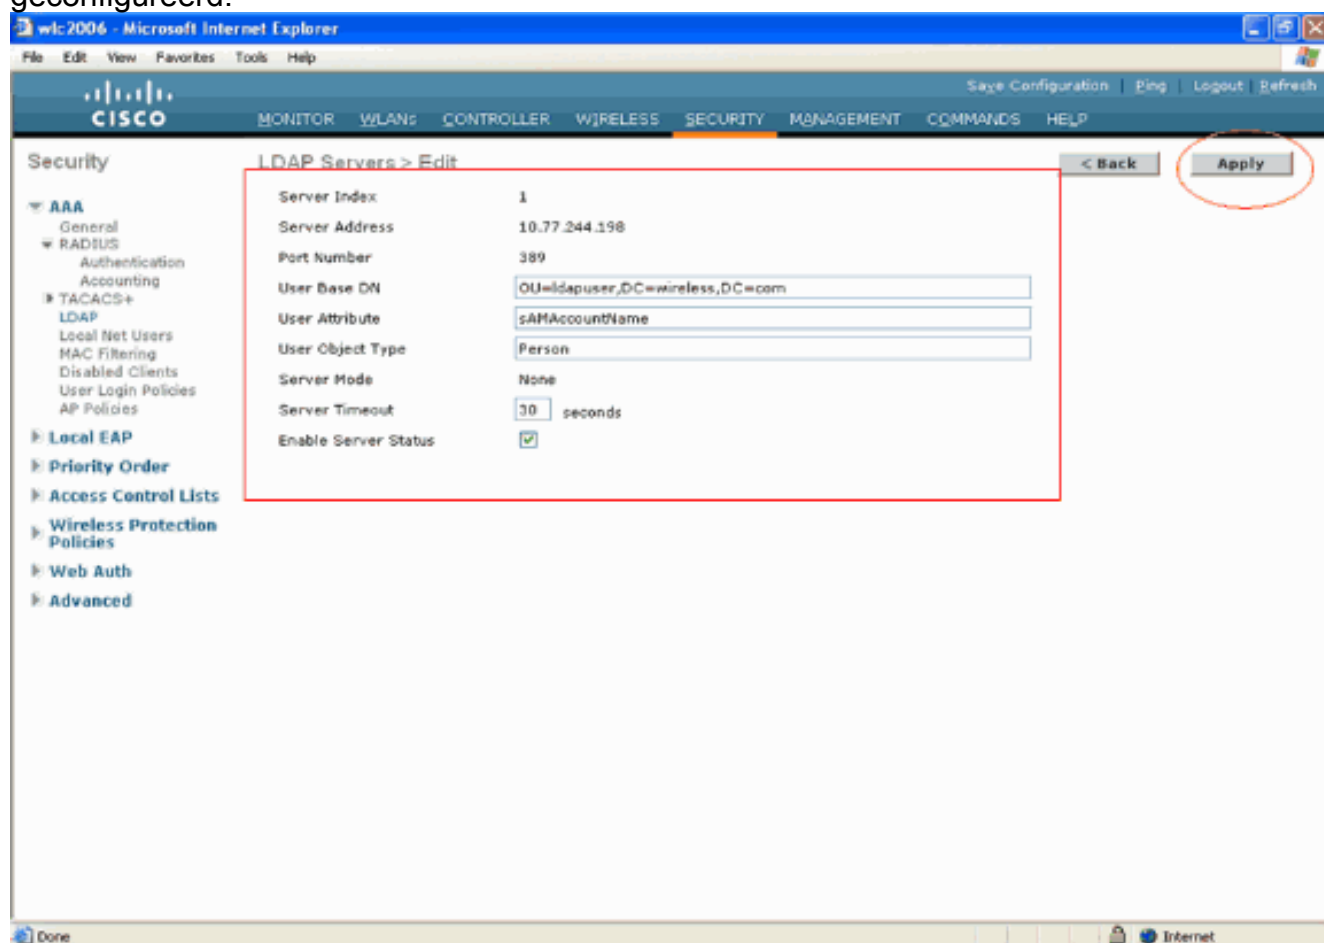 geconfigureerd.
wlc2006 - Microsoft Internet Explorer
File Edit View Favorites Tools Help
Save Configuration | Ping | Logout | Refresh
CISCO
MONITOR WLANs CONTROLLER WIRELESS SECURITY MANAGEMENT COMMANDS HELP
Security
LDAP Servers > Edit
< Back
Apply
AAA
General
RADIUS
Authentication
Accounting
TACACS+
LDAP
Local Net Users
MAC Filtering
Disabled Clients
User Login Policies
AP Policies
Local EAP
Priority Order
Access Control Lists
Wireless Protection
Policies
Web Auth
Advanced
Server Index 1
Server Address 10.77.244.198
Port Number 389
User Base DN OU=ldapuser,DC=wireless,DC=com
User Attribute sAMAccountName
User Object Type Person
Server Mode None
Server Timeout 30 seconds
Enable Server Status
Done
Internet